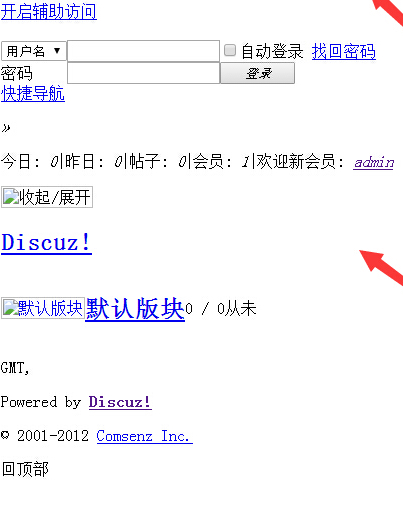 开启辅助访问
用户名 自动登录 找回密码
密码 登录
快捷导航
»
今日: 0|昨日: 0|帖子: 0|会员: 1|欢迎新会员: admin
收起/展开
Discuz!
默认版块 默认版块0 / 0从未
GMT,
Powered by Discuz!
© 2001-2012 Comsenz Inc.
回顶部